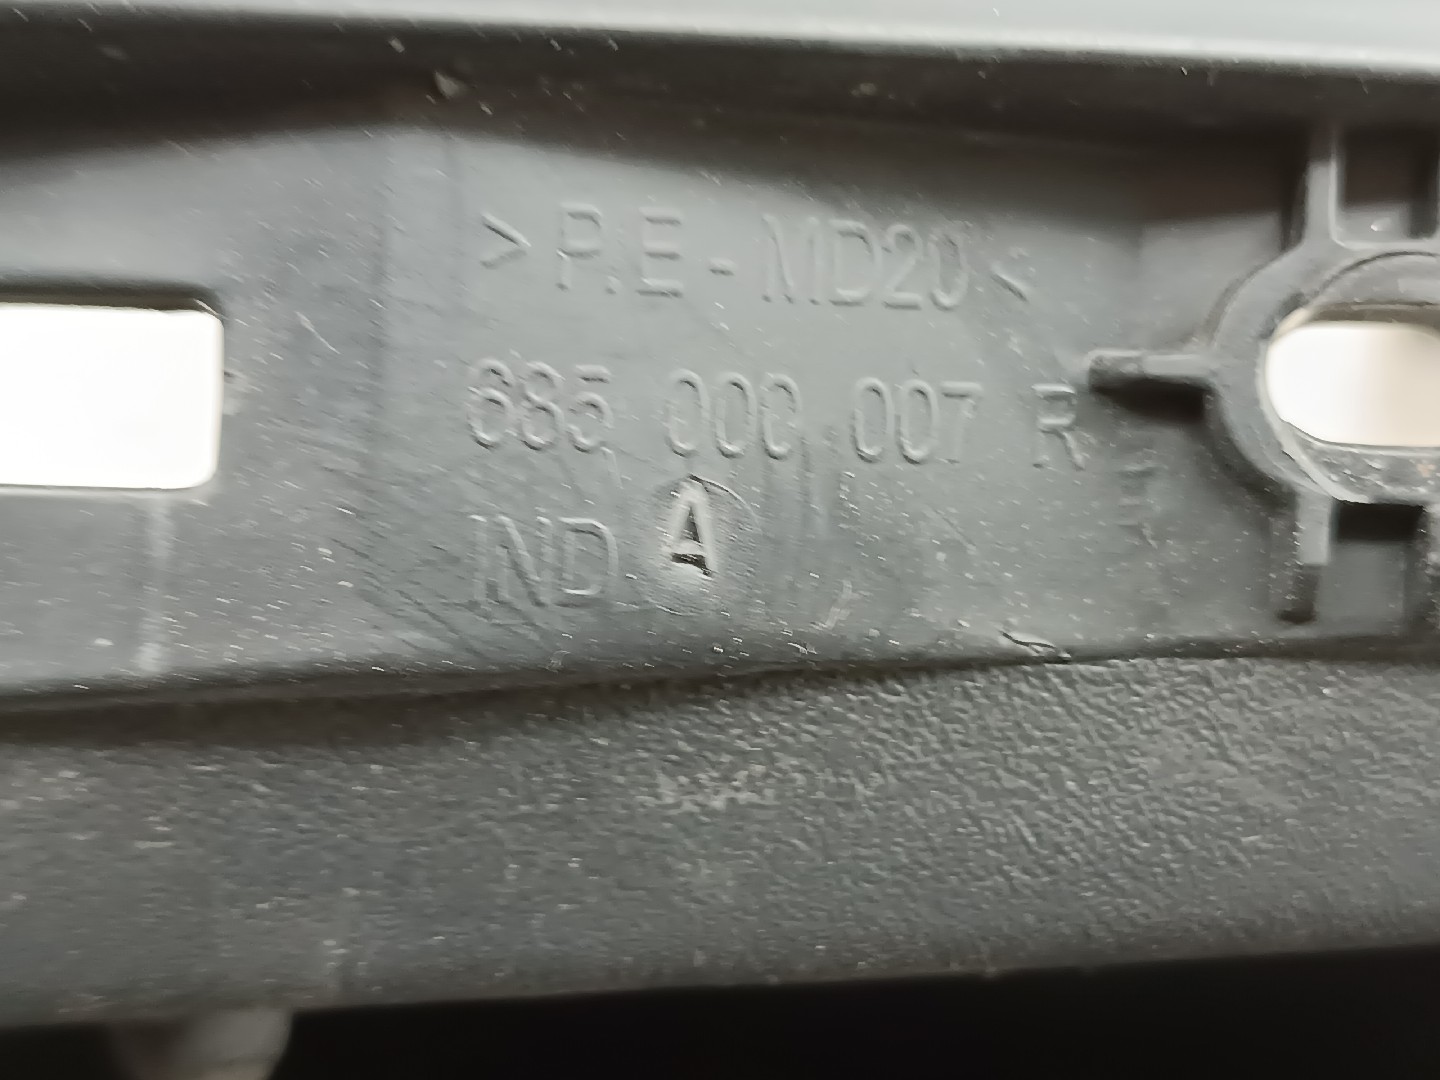 >P/E-MD20<
685 000 007 R
IND A